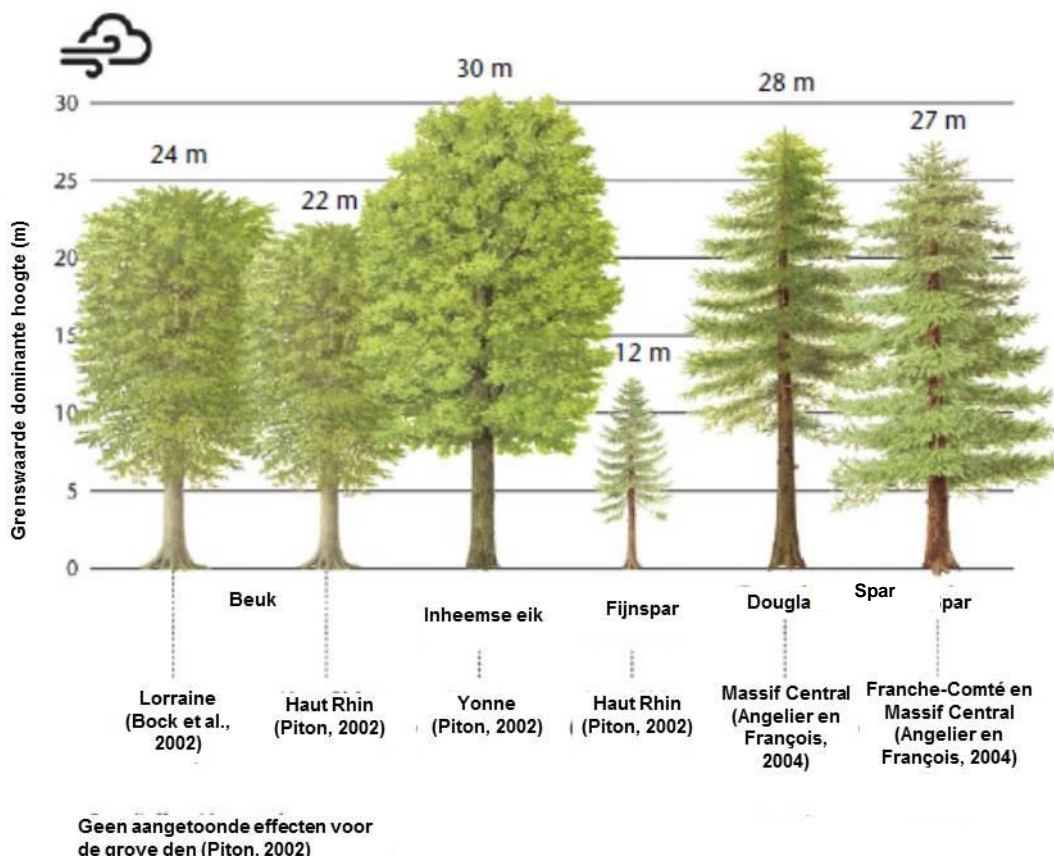 30 m
28 m
27 m
24 m
22 m
12 m
Grenswaarde dominante hoogte (m)
30
25
20
15
10
5
0
Beuk
Inheemse eik
Fijnspar
Dougla
Spar
par
Lorraine
(Bock et al.,
2002)
Haut Rhin
(Piton, 2002)
Yonne
(Piton, 2002)
Haut Rhin
(Piton, 2002)
Massif Central
(Angelier en
François,
2004)
Franche-Comté en
Massif Central
(Angelier en
François, 2004)
Geen aangetoonde effecten voor
de grove den (Piton, 2002)